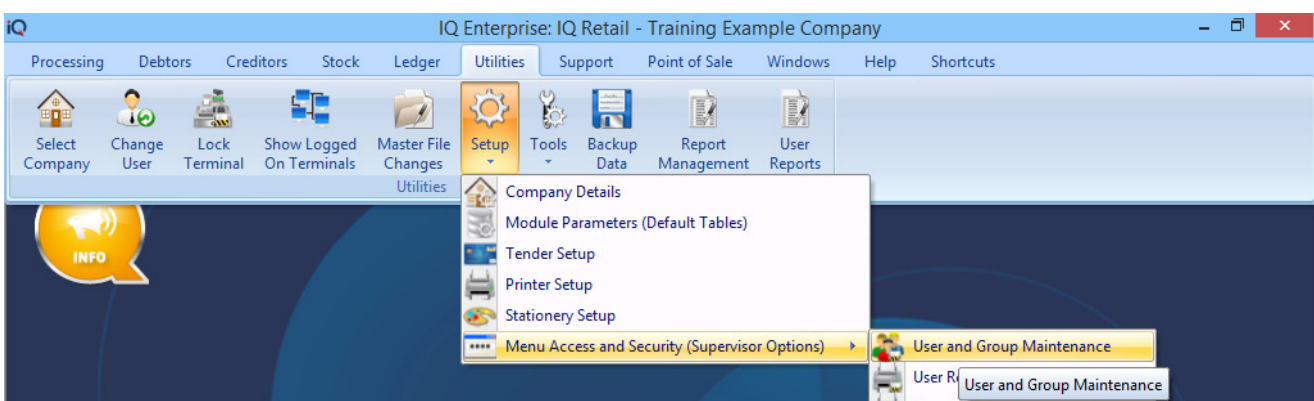 iQ
IQ Enterprise: IQ Retail - Training Example Company
Processing Debtors Creditors Stock Ledger Utilities Support Point of Sale Windows Help Shortcuts
Select Company
Change User
Lock Terminal
Show Logged On Terminals
Master File Changes
Setup
Tools
Backup Data
Report Management
User Reports
Utilities
Company Details
Module Parameters (Default Tables)
Tender Setup
Printer Setup
Stationery Setup
Menu Access and Security (Supervisor Options)
User and Group Maintenance
User
User and Group Maintenance
INFO